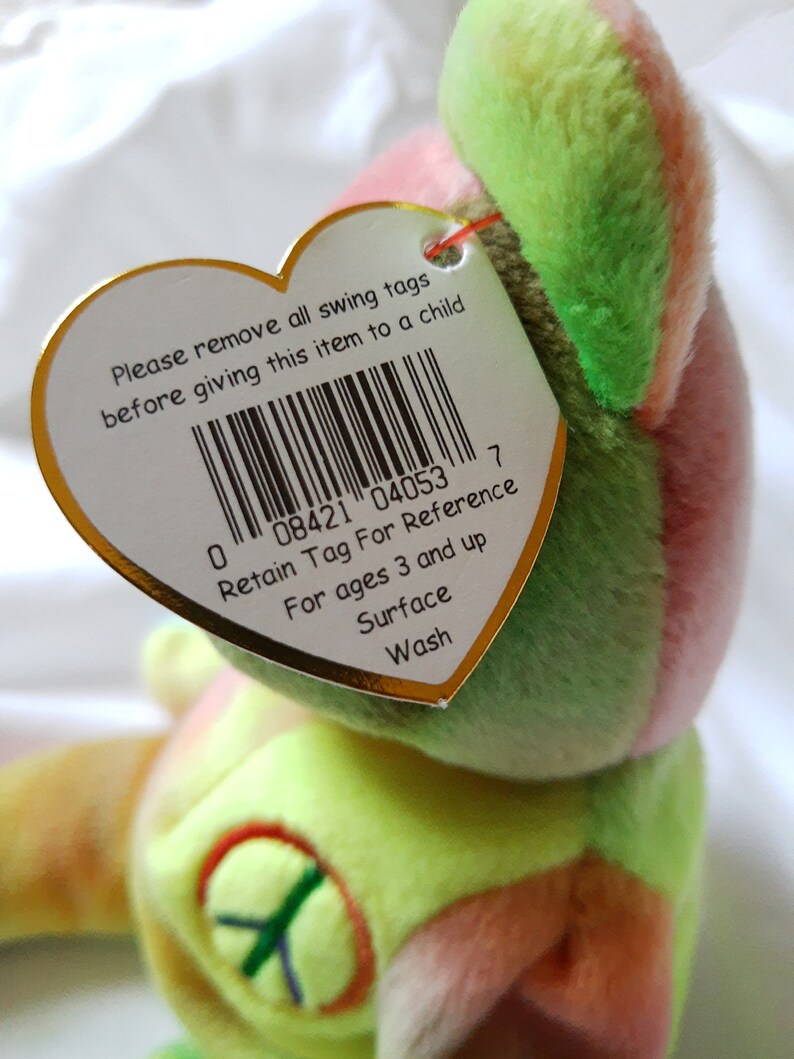 Please remove all swing tags
before giving this item to a child
0 08421 04053 7
Retain Tag For Reference
For ages 3 and up
Surface
Wash